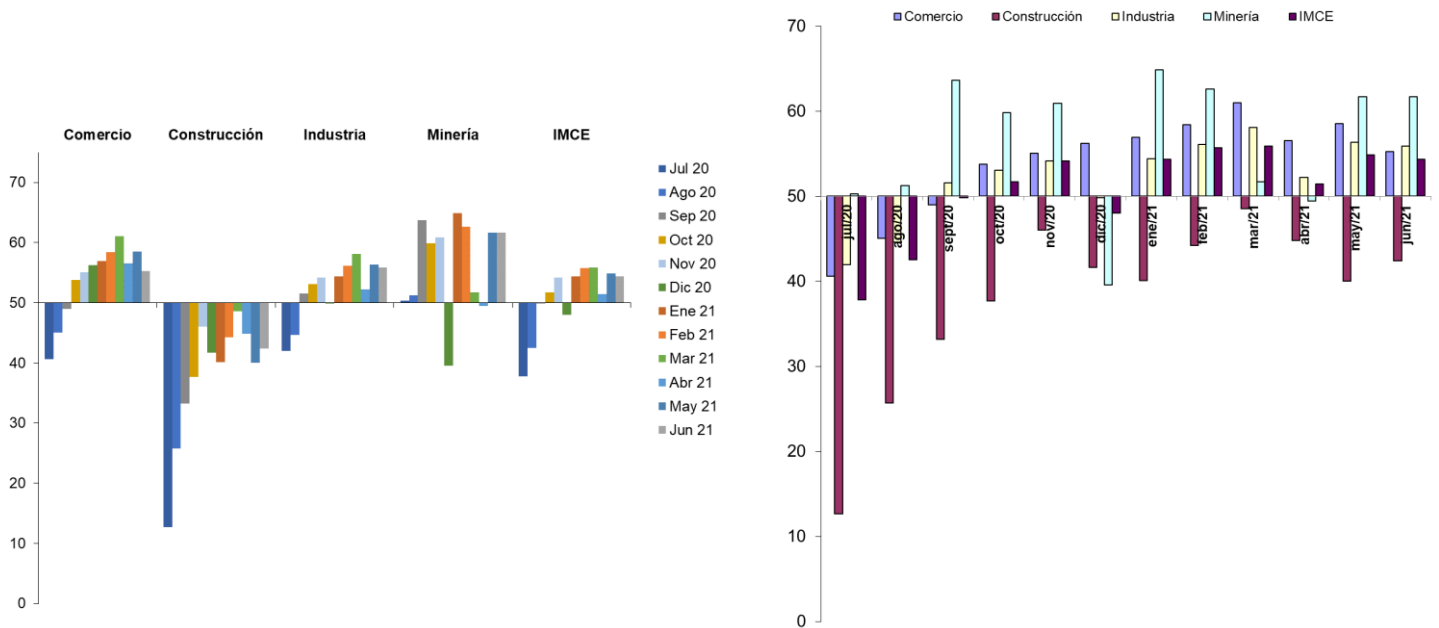 Comercio Construcción Industria Minería IMCE
70
60
50
40
30
20
10
0
Jul 20
Ago 20
Sep 20
Oct 20
Nov 20
Dic 20
Ene 21
Feb 21
Mar 21
Abr 21
May 21
Jun 21
Comercio Construcción Industria Minería IMCE
70
60
50
40
30
20
10
0
jul/20
ago/20
sept/20
oct/20
nov/20
dic/20
ene/21
feb/21
mar/21
abr/21
may/21
jun/21